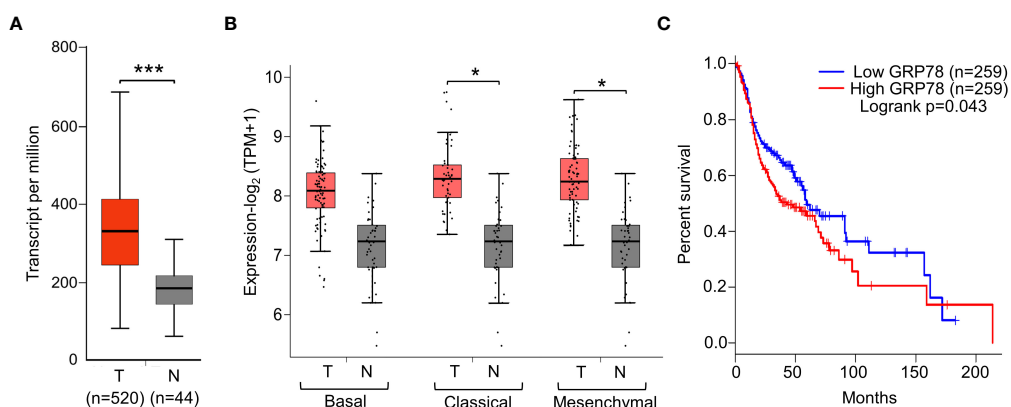 A
Transcript per million
800
600
400
200
0
***
T N
(n=520) (n=44)
B
Expression-log2 (TPM+1)
10
9
8
7
6
* *
T N T N T N
Basal Classical Mesenchymal
C
Percent survival
1.0
0.8
0.6
0.4
0.2
0.0
Low GRP78 (n=259)
High GRP78 (n=259)
Logrank p=0.043
0 50 100 150 200
Months